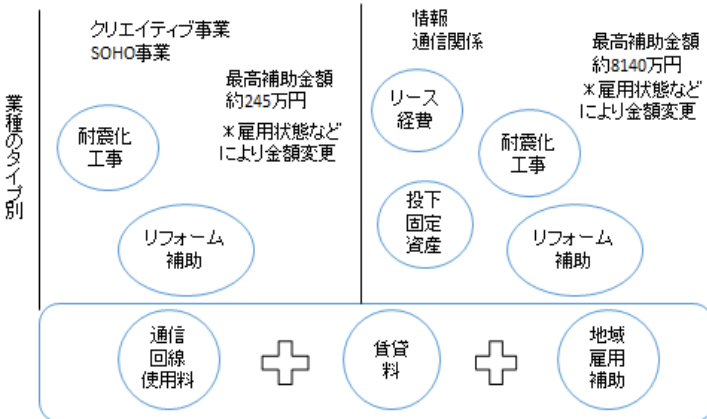 業種のタイプ別
クリエイティブ事業
SOHO事業
最高補助金額
約245万円
＊雇用状態など
により金額変更
耐震化
工事
リフォーム
補助
情報
通信関係
最高補助金額
約8140万円
＊雇用状態など
により金額変更
リース
経費
耐震化
工事
投下
固定
資産
リフォーム
補助
通信
回線
使用料
賃貸
料
地域
雇用
補助